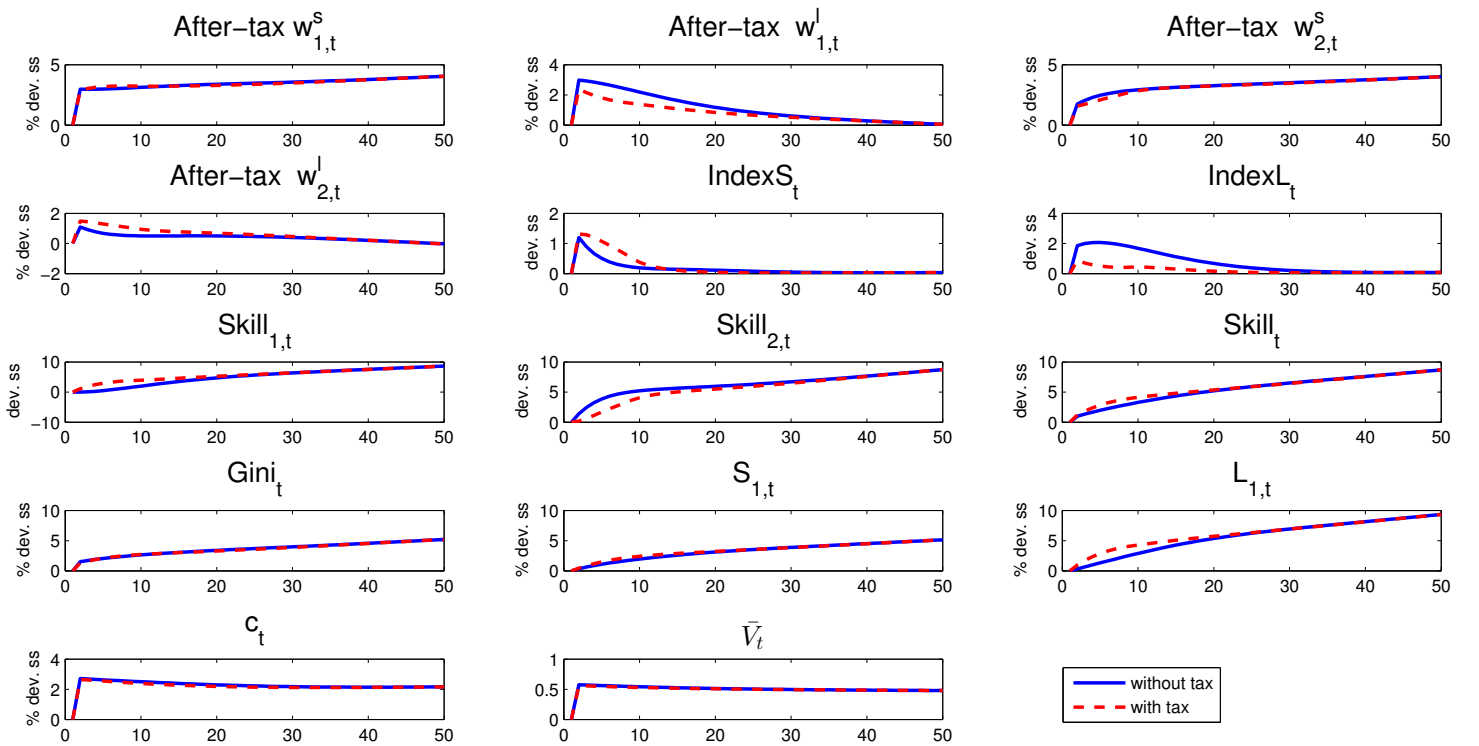 After−tax w^s_{1,t}
After−tax w^l_{1,t}
After−tax w^s_{2,t}
% dev. ss
5
0
0 10 20 30 40 50
% dev. ss
4
2
0
0 10 20 30 40 50
% dev. ss
5
0
0 10 20 30 40 50
After−tax w^l_{2,t}
IndexS_t
IndexL_t
% dev. ss
2
0
−2
0 10 20 30 40 50
dev. ss
2
1
0
0 10 20 30 40 50
dev. ss
4
2
0
0 10 20 30 40 50
Skill_{1,t}
Skill_{2,t}
Skill_t
dev. ss
10
0
−10
0 10 20 30 40 50
dev. ss
10
5
0
0 10 20 30 40 50
dev. ss
10
5
0
0 10 20 30 40 50
Gini_t
S_{1,t}
L_{1,t}
% dev. ss
10
5
0
0 10 20 30 40 50
% dev. ss
10
5
0
0 10 20 30 40 50
% dev. ss
10
5
0
0 10 20 30 40 50
c_t
V̄_t
% dev. ss
4
2
0
0 10 20 30 40 50
% dev. ss
1
0.5
0
0 10 20 30 40 50
without tax
with tax